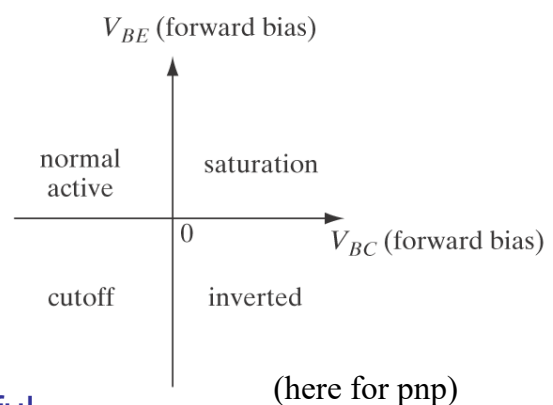 V_BE (forward bias)
normal
active
saturation
0
V_BC (forward bias)
cutoff
inverted
(here for pnp)